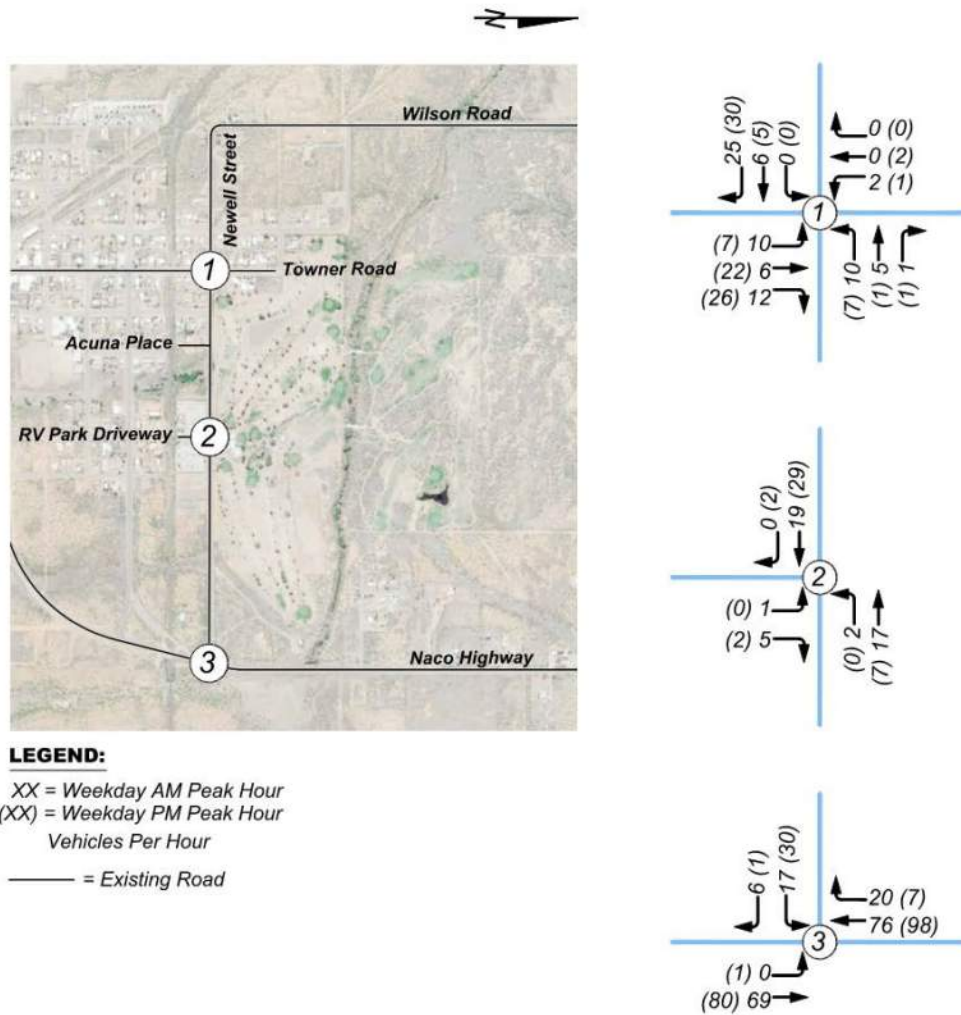 N
Wilson Road
Newell Street
1
Towner Road
Acuna Place
RV Park Driveway
2
3
Naco Highway
LEGEND:
XX = Weekday AM Peak Hour
(XX) = Weekday PM Peak Hour
Vehicles Per Hour
= Existing Road
25 (30)
6 (5)
0 (0)
0 (0)
0 (2)
2 (1)
1
(7) 10
(22) 6
(26) 12
(7) 10
(1) 5
(1) 1
0 (2)
19 (29)
2
(0) 1
(2) 5
(0) 2
(7) 17
6 (1)
17 (30)
20 (7)
76 (98)
3
(1) 0
(80) 69